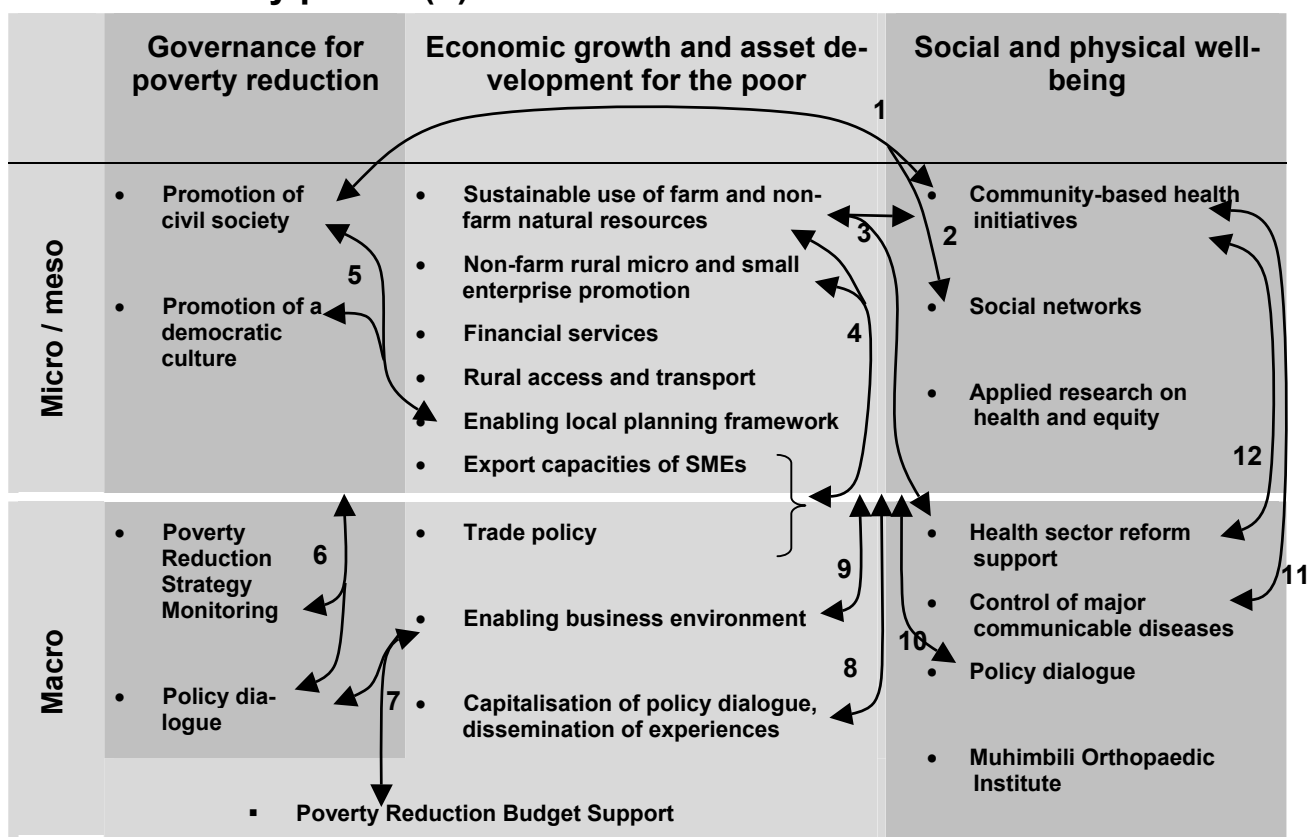 Governance for
poverty reduction
Economic growth and asset de-
velopment for the poor
Social and physical well-
being
1
Micro / meso
• Promotion of
civil society
• Promotion of a
democratic
culture
5
• Sustainable use of farm and non-
farm natural resources
• Non-farm rural micro and small
enterprise promotion
• Financial services
• Rural access and transport
• Enabling local planning framework
• Export capacities of SMEs
3
4
2
• Community-based health
initiatives
• Social networks
• Applied research on
health and equity
12
11
Macro
• Poverty
Reduction
Strategy
Monitoring
6
• Policy dia-
logue
7
• Trade policy
• Enabling business environment
• Capitalisation of policy dialogue,
dissemination of experiences
9
8
10
• Health sector reform
support
• Control of major
communicable diseases
• Policy dialogue
• Muhimbili Orthopaedic
Institute
▪ Poverty Reduction Budget Support